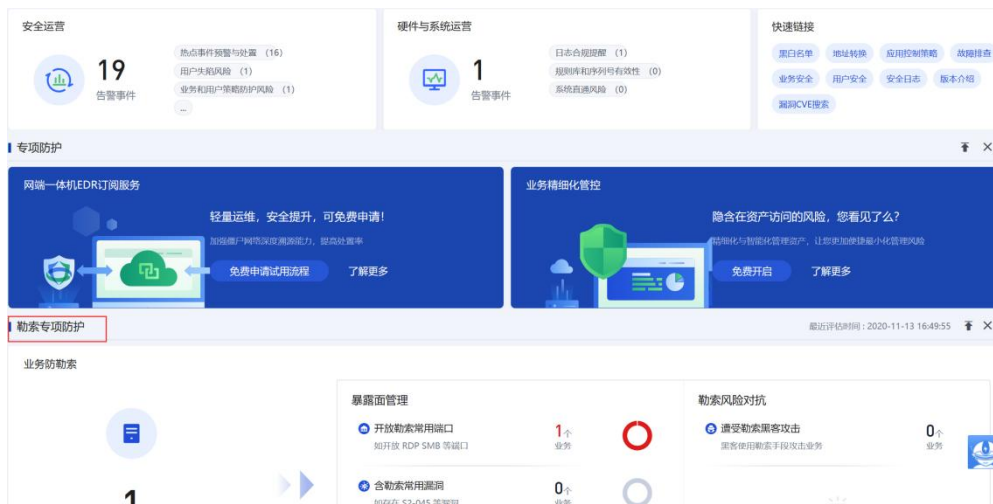 安全运营
19
告警事件
热点事件预警与处置 (16)
用户失陷风险 (1)
业务和用户策略防护风险 (1)
...
硬件与系统运营
1
告警事件
日志合规提醒 (1)
规则库和序列号有效性 (0)
系统直通风险 (0)
快速链接
黑白名单 地址转换 应用控制策略 故障排查
业务安全 用户安全 安全日志 版本介绍
漏洞CVE搜索
专项防护
网端一体机EDR订阅服务
轻量运维，安全提升，可免费申请！
加强僵尸网络深度溯源能力，提高处置率
免费申请试用流程 了解更多
业务精细化管控
隐含在资产访问的风险，您看见了么？
精细化与智能化管理资产，让您更加便捷最小化管理风险
免费开启 了解更多
勒索专项防护
最近评估时间：2020-11-13 16:49:55
业务防勒索
1
暴露面管理
开放勒索常用端口
如开放 RDP SMB 等端口
1个
业务
含勒索常用漏洞
如存在 S2-045 等漏洞
0个
业务
勒索风险对抗
遭受勒索黑客攻击
黑客使用勒索手段攻击业务
0个
业务